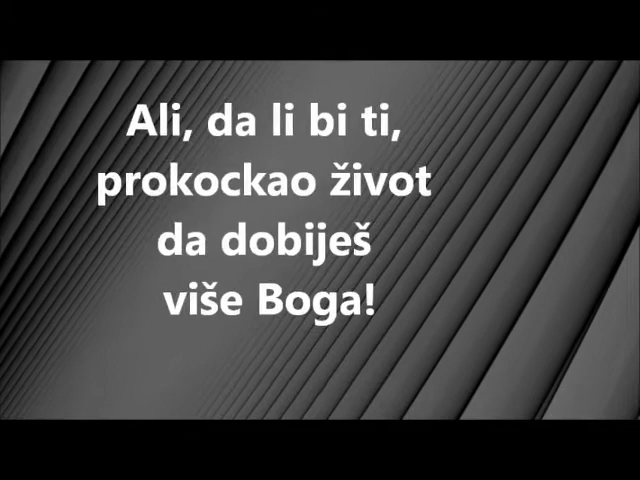 Ali, da li bi ti,
prokockao život
da dobiješ
više Boga!